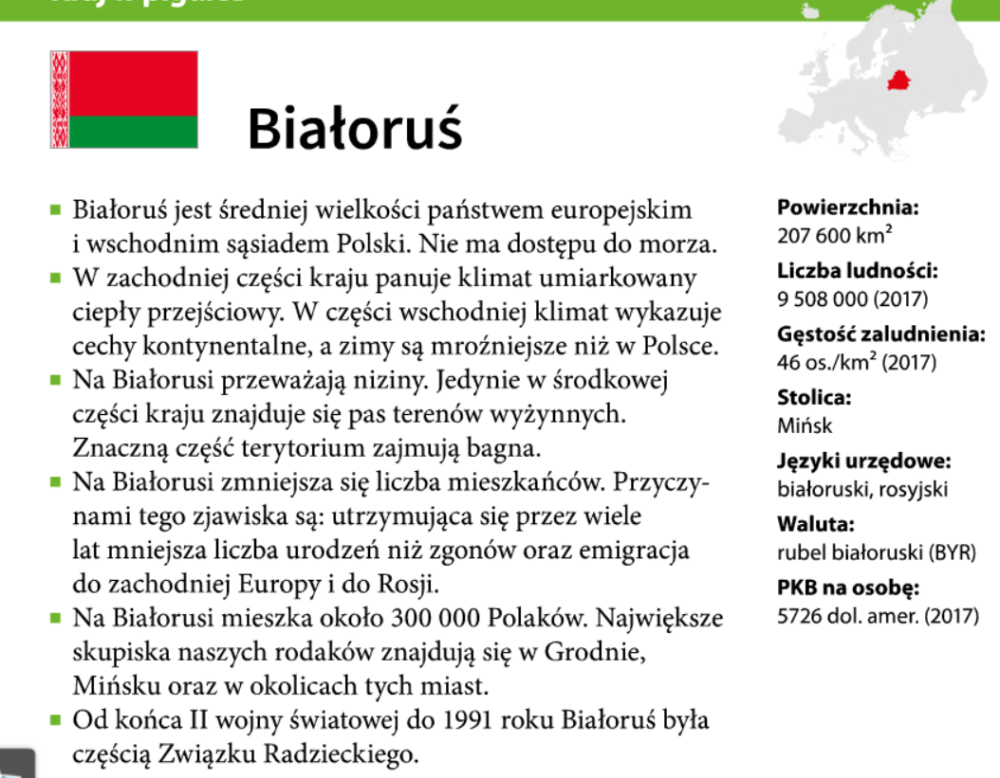 Białoruś
Białoruś jest średniej wielkości państwem europejskim
i wschodnim sąsiadem Polski. Nie ma dostępu do morza.
W zachodniej części kraju panuje klimat umiarkowany
ciepły przejściowy. W części wschodniej klimat wykazuje
cechy kontynentalne, a zimy są mroźniejsze niż w Polsce.
Na Białorusi przeważają niziny. Jedynie w środkowej
części kraju znajduje się pas terenów wyżynnych.
Znaczną część terytorium zajmują bagna.
Na Białorusi zmniejsza się liczba mieszkańców. Przyczy-
nami tego zjawiska są: utrzymująca się przez wiele
lat mniejsza liczba urodzeń niż zgonów oraz emigracja
do zachodniej Europy i do Rosji.
Na Białorusi mieszka około 300 000 Polaków. Największe
skupiska naszych rodaków znajdują się w Grodnie,
Mińsku oraz w okolicach tych miast.
Od końca II wojny światowej do 1991 roku Białoruś była
częścią Związku Radzieckiego.
Powierzchnia:
207 600 km²
Liczba ludności:
9 508 000 (2017)
Gęstość zaludnienia:
46 os./km² (2017)
Stolica:
Mińsk
Języki urzędowe:
białoruski, rosyjski
Waluta:
rubel białoruski (BYR)
PKB na osobę:
5726 dol. amer. (2017)